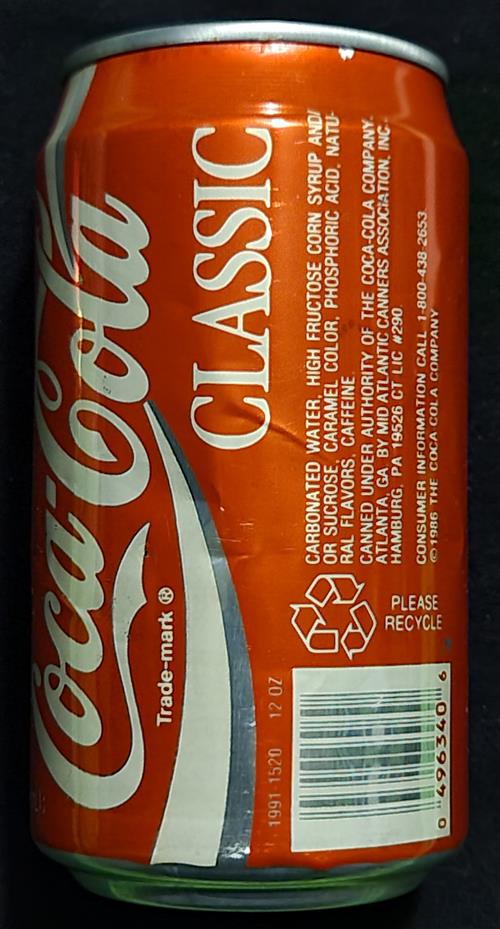 Coca-Cola
Trade-mark ®
CLASSIC
CARBONATED WATER, HIGH FRUCTOSE CORN SYRUP AND/
OR SUCROSE, CARAMEL COLOR, PHOSPHORIC ACID, NATU-
RAL FLAVORS, CAFFEINE
CANNED UNDER AUTHORITY OF THE COCA-COLA COMPANY,
ATLANTA, GA BY MID ATLANTIC CANNERS ASSOCIATION, INC.
HAMBURG, PA 19526 CT LIC #290
CONSUMER INFORMATION CALL 1-800-438-2653
© 1986 THE COCA COLA COMPANY
PLEASE
RECYCLE
1991-1520 12 OZ
0 496340 6